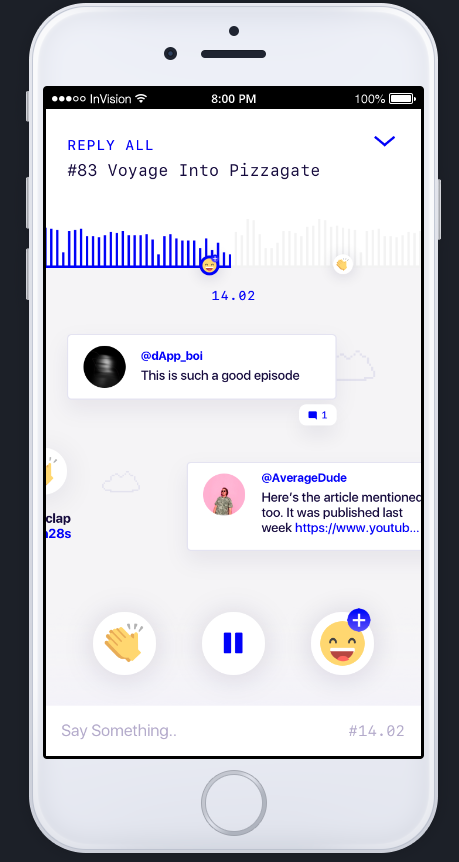 InVision 8:00 PM 100%
REPLY ALL
#83 Voyage Into Pizzagate
14.02
@dApp_boi
This is such a good episode
1
@AverageDude
Here's the article mentioned
too. It was published last
week https://www.youtub...
clap
28s
Say Something.. #14.02